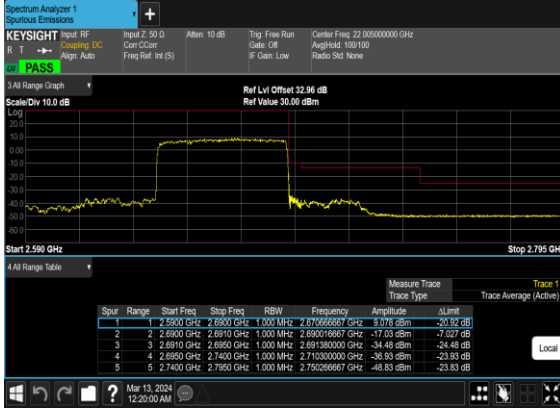 Spectrum Analyzer 1
Spurious Emissions
+
KEYSIGHT Input: RF Input Z: 50 Ω Atten: 10 dB Trig: Free Run Center Freq: 22.005000000 GHz
R T Coupling: DC Corr CCorr Gate: Off Avg|Hold: 100/100
Align: Auto Freq Ref: Int (S) IF Gain: Low Radio Std: None
LXI PASS
3 All Range Graph
Ref Lvl Offset 32.96 dB
Scale/Div 10.0 dB Ref Value 30.00 dBm
Log
20.0
10.0
0.00
-10.0
-20.0
-30.0
-40.0
-50.0
-60.0
Start 2.590 GHz Stop 2.795 GH
4 All Range Table
Measure Trace Trace 1
Trace Type Trace Average (Active)
Spur Range Start Freq Stop Freq RBW Frequency Amplitude ΔLimit
1 1 2.5900 GHz 2.6900 GHz 1.000 MHz 2.670666667 GHz 9.078 dBm -20.92 dB
2 2 2.6900 GHz 2.6910 GHz 1.000 MHz 2.690016667 GHz -17.03 dBm -7.027 dB
3 3 2.6910 GHz 2.6950 GHz 1.000 MHz 2.691380000 GHz -34.48 dBm -24.48 dB
4 4 2.6950 GHz 2.7400 GHz 1.000 MHz 2.710300000 GHz -36.93 dBm -23.93 dB
5 5 2.7400 GHz 2.7950 GHz 1.000 MHz 2.750266667 GHz -48.83 dBm -23.83 dB
Local
?
Mar 13, 2024
12:20:00 AM